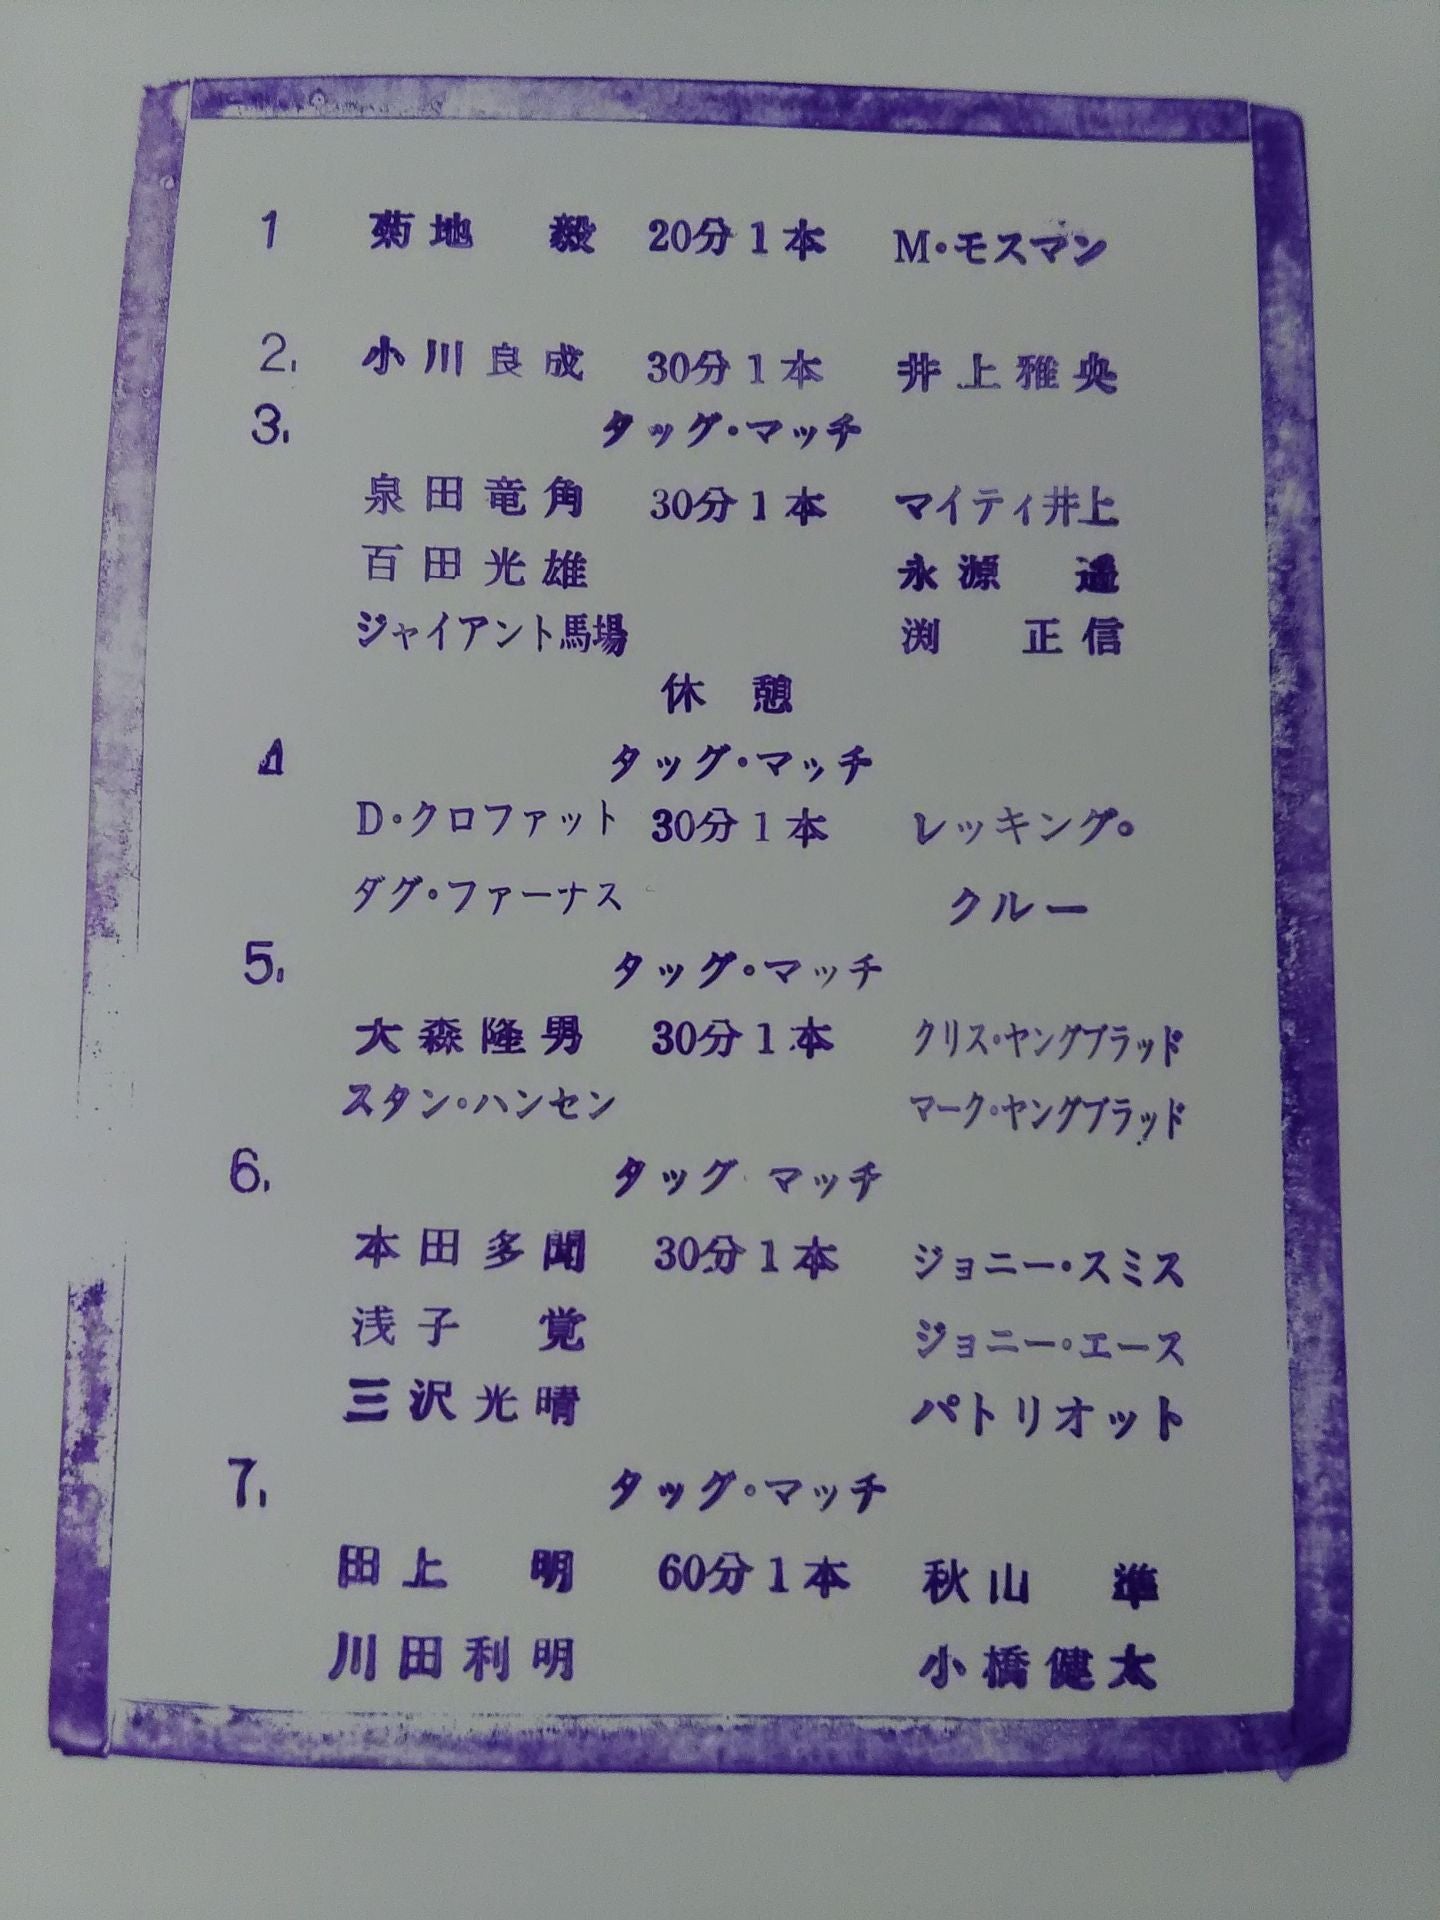 1 菊地 毅 20分1本 M・モスマン
2. 小川良成 30分1本 井上雅央
3. タッグ・マッチ
泉田竜角 30分1本 マイティ井上
百田光雄 永源 遥
ジャイアント馬場 渕 正信
休憩
4 タッグ・マッチ
D・クロファット 30分1本 レッキング・
ダグ・ファーナス クルー
5. タッグ・マッチ
大森隆男 30分1本 クリス・ヤングブラッド
スタン・ハンセン マーク・ヤングブラッド
6. タッグ マッチ
本田多聞 30分1本 ジョニー・スミス
浅子 覚 ジョニー・エース
三沢光晴 パトリオット
7. タッグ・マッチ
田上 明 60分1本 秋山 準
川田利明 小橋健太